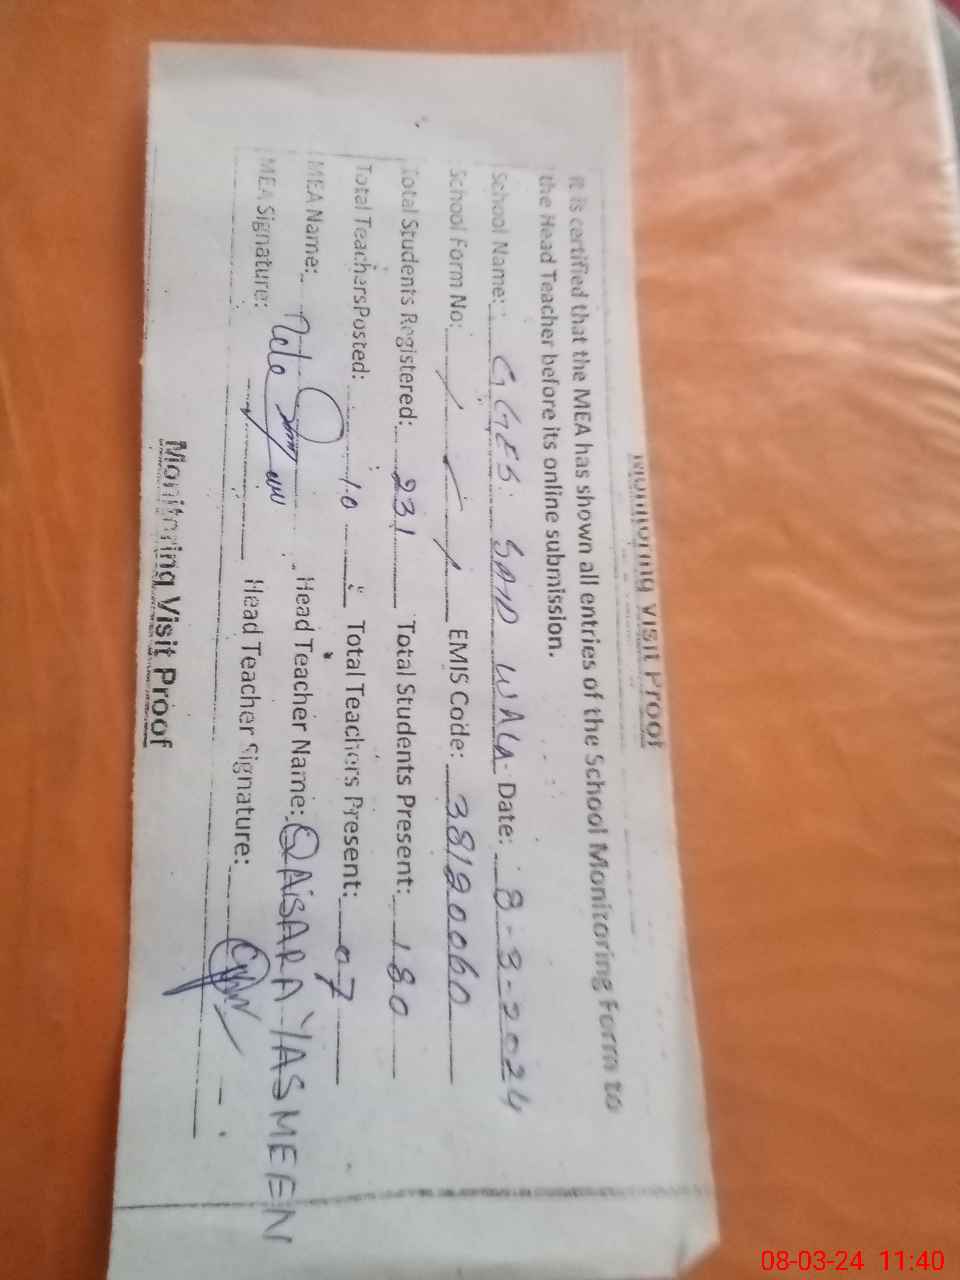 Monitoring Visit Proof
It is certified that the MEA has shown all entries of the School Monitoring Form to
the Head Teacher before its online submission.
School Name: GGES. SAID WALA Date: 8-3-2024
School Form No: EMIS Code: 38120060
Total Students Registered: 231 Total Students Present: 180
Total Teachers Posted: 10 Total Teachers Present: 07
MEA Name: Head Teacher Name: QAISARA YASMEEN
MEA Signature: Head Teacher Signature:
Monitoring Visit Proof
08-03-24 11:40